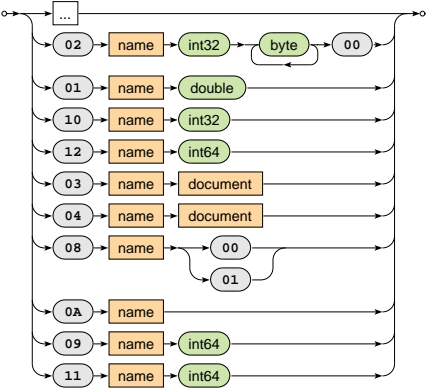 ...
02 name int32 byte 00
01 name double
10 name int32
12 name int64
03 name document
04 name document
08 name 00
01
0A name
09 name int64
11 name int64